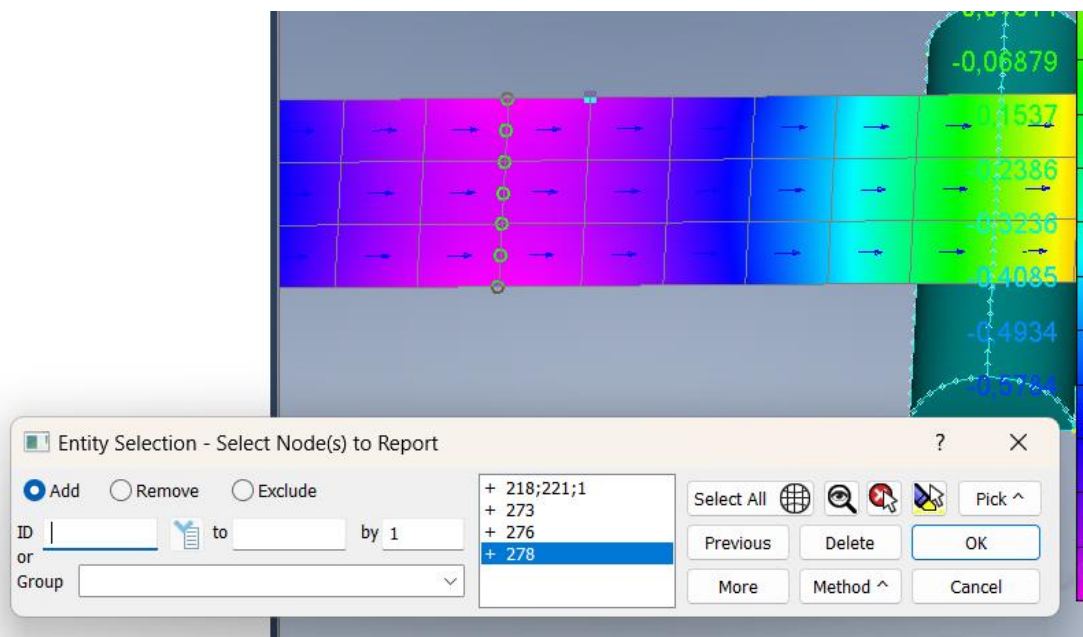 -0,06879
0,1537
-0,2386
-0,3236
-0,4085
-0,4934
-0,5784
Entity Selection - Select Node(s) to Report
?
Add
Remove
Exclude
ID
to
by 1
or
Group
+ 218;221;1
+ 273
+ 276
+ 278
Select All
Pick ^
Previous
Delete
OK
More
Method ^
Cancel